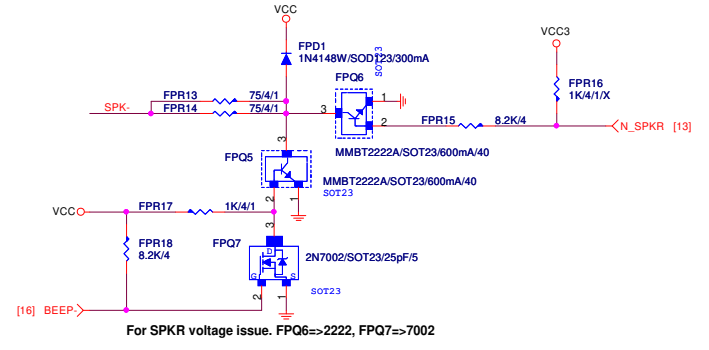 VCC
FPD1
1N4148W/SOD123/300mA
SOT23
VCC3
FPQ6
FPR16
1K/4/1/X
FPR13 75/4/1
SPK-
FPR14 75/4/1
3
1
2
FPR15 8.2K/4
N_SPKR [13]
3
FPQ5
MMBT2222A/SOT23/600mA/40
MMBT2222A/SOT23/600mA/40
SOT23
2
1
VCC
FPR17 1K/4/1
3
FPR18
8.2K/4
FPQ7
D
2N7002/SOT23/25pF/5
G
S
SOT23
2
1
[16] BEEP-
For SPKR voltage issue. FPQ6=>2222, FPQ7=>7002